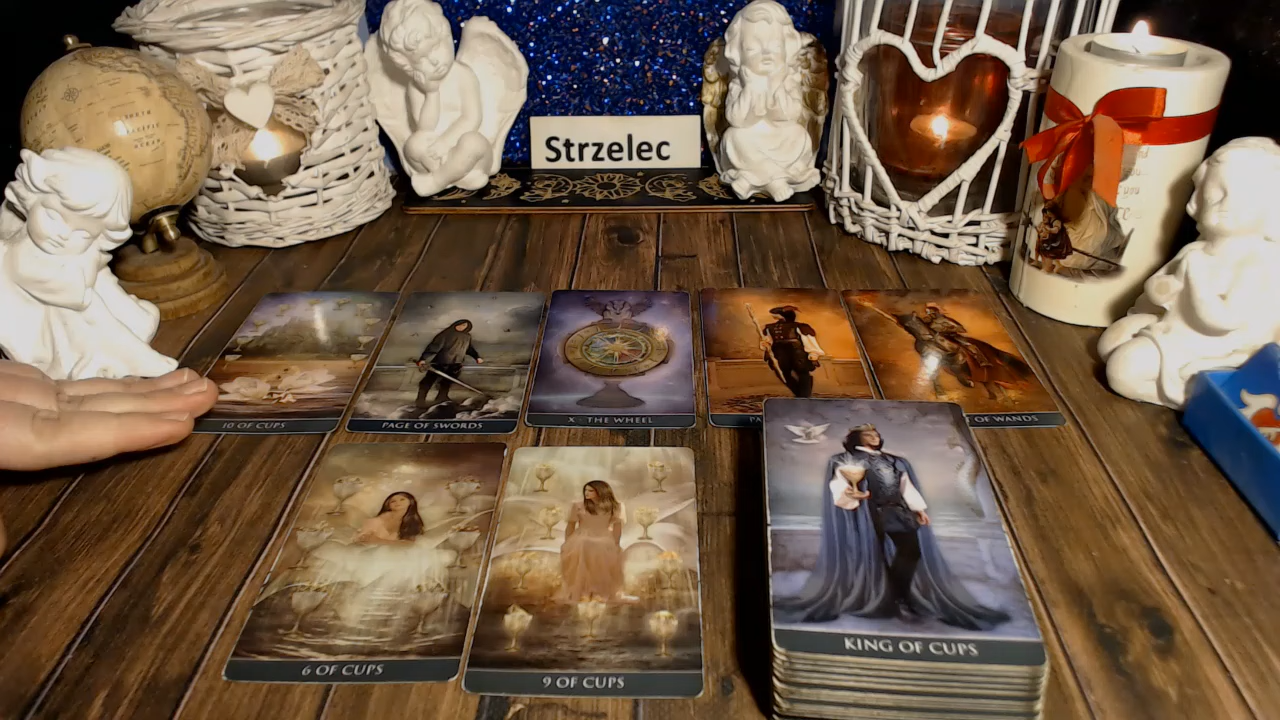 Strzelec
10 OF CUPS
PAGE OF SWORDS
X - THE WHEEL
PA
OF WANDS
KING OF CUPS
6 OF CUPS
9 OF CUPS